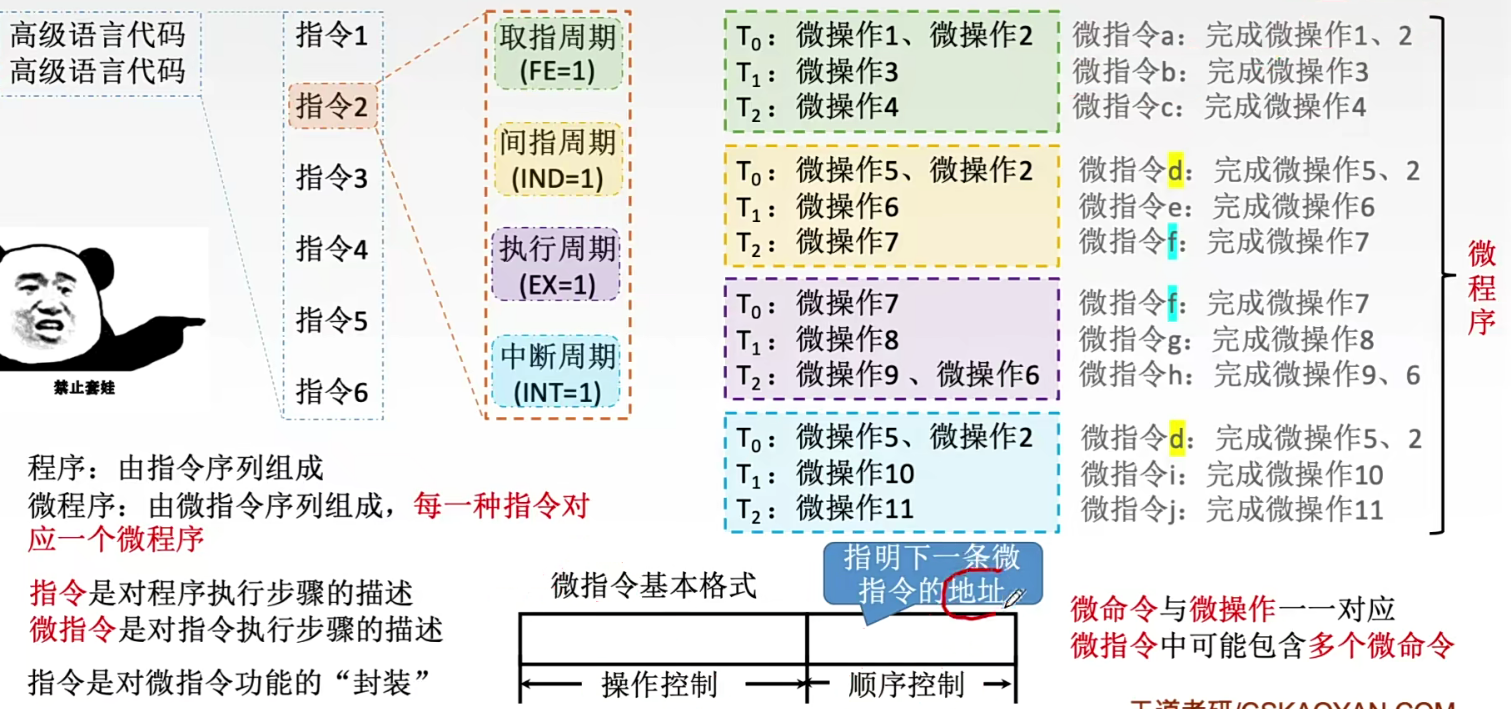 高级语言代码
高级语言代码
指令1
指令2
指令3
指令4
指令5
指令6
取指周期
(FE=1)
间指周期
(IND=1)
执行周期
(EX=1)
中断周期
(INT=1)
T0：微操作1、微操作2
T1：微操作3
T2：微操作4
T0：微操作5、微操作2
T1：微操作6
T2：微操作7
T0：微操作7
T1：微操作8
T2：微操作9 、微操作6
T0：微操作5、微操作2
T1：微操作10
T2：微操作11
微指令a：完成微操作1、2
微指令b：完成微操作3
微指令c：完成微操作4
微指令d：完成微操作5、2
微指令e：完成微操作6
微指令f：完成微操作7
微指令f：完成微操作7
微指令g：完成微操作8
微指令h：完成微操作9、6
微指令d：完成微操作5、2
微指令i：完成微操作10
微指令j：完成微操作11
微程序
禁止套娃
程序：由指令序列组成
微程序：由微指令序列组成，每一种指令对
应一个微程序
指令是对程序执行步骤的描述
微指令是对指令执行步骤的描述
指令是对微指令功能的“封装”
微指令基本格式
指明下一条微
指令的地址
操作控制
顺序控制
微命令与微操作一一对应
微指令中可能包含多个微命令
王道考研/CSKAOYAN.COM